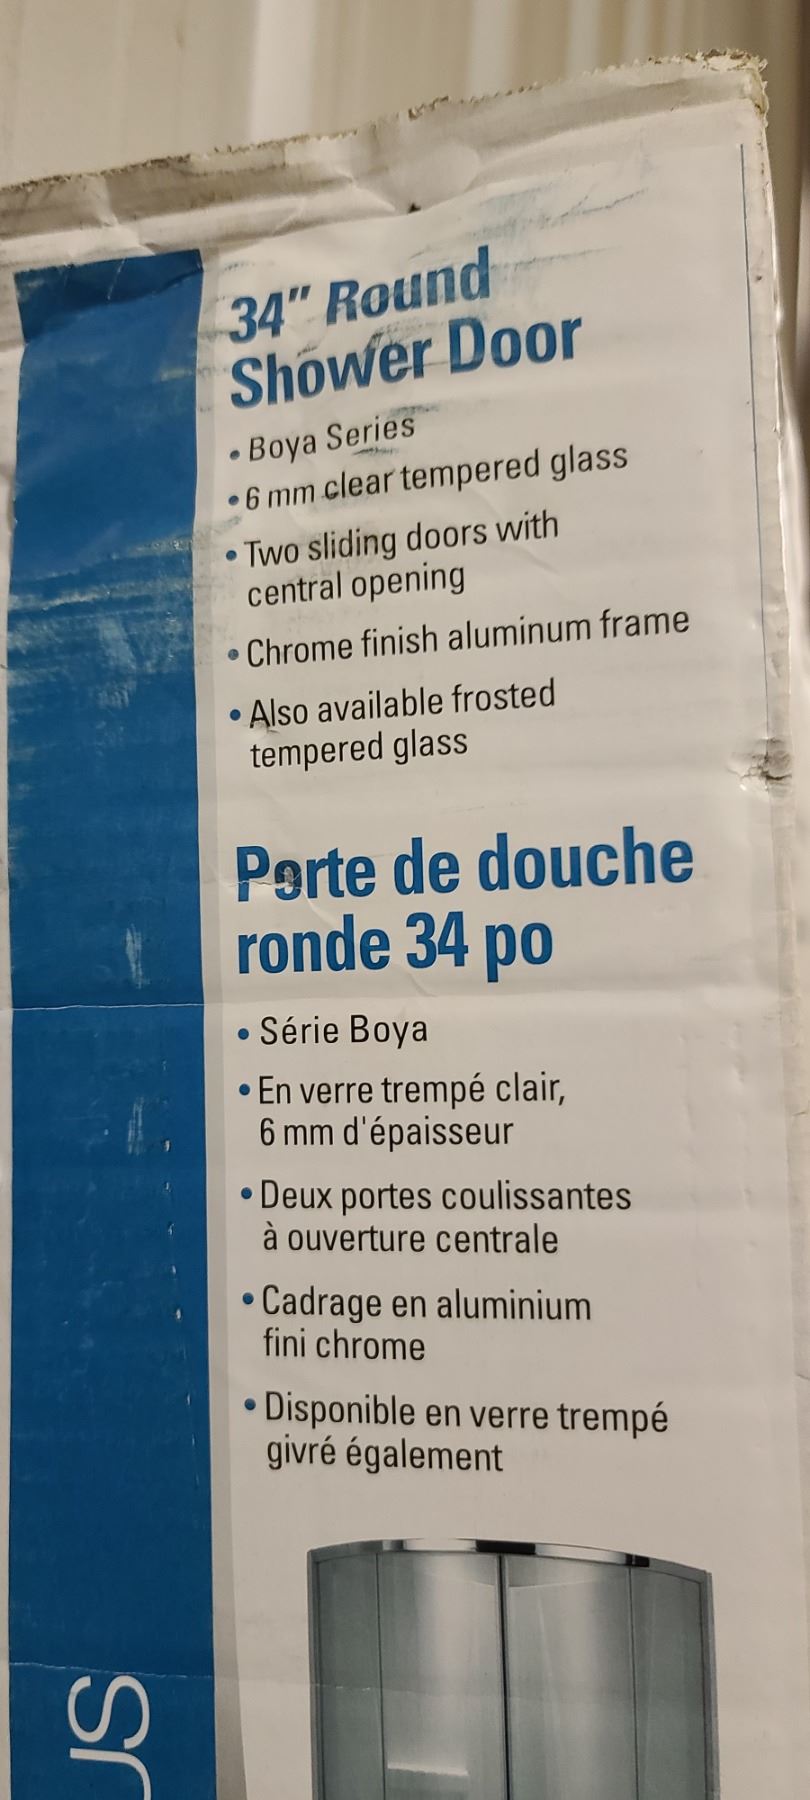 34" Round
Shower Door
• Boya Series
• 6 mm clear tempered glass
• Two sliding doors with
central opening
• Chrome finish aluminum frame
• Also available frosted
tempered glass
Porte de douche
ronde 34 po
• Série Boya
• En verre trempé clair,
6 mm d'épaisseur
• Deux portes coulissantes
à ouverture centrale
• Cadrage en aluminium
fini chrome
• Disponible en verre trempé
givré également